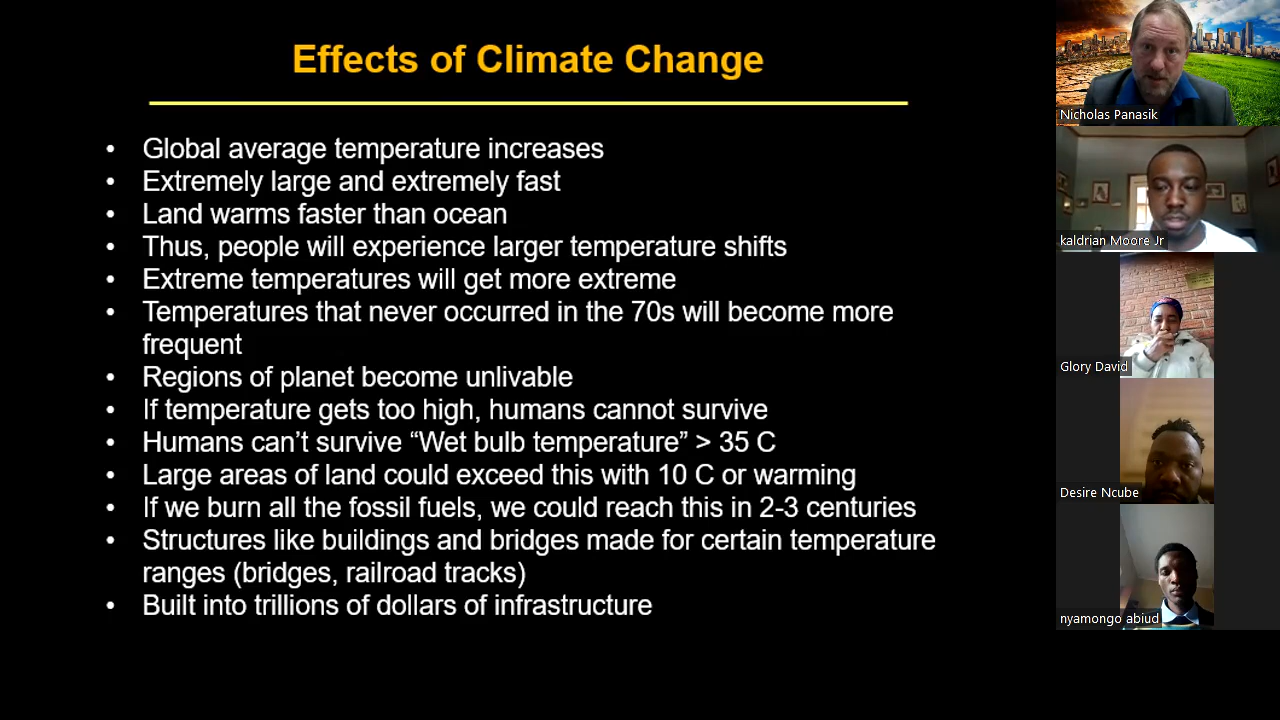 Effects of Climate Change
• Global average temperature increases
• Extremely large and extremely fast
• Land warms faster than ocean
• Thus, people will experience larger temperature shifts
• Extreme temperatures will get more extreme
• Temperatures that never occurred in the 70s will become more
frequent
• Regions of planet become unlivable
• If temperature gets too high, humans cannot survive
• Humans can’t survive “Wet bulb temperature” > 35 C
• Large areas of land could exceed this with 10 C or warming
• If we burn all the fossil fuels, we could reach this in 2-3 centuries
• Structures like buildings and bridges made for certain temperature
ranges (bridges, railroad tracks)
• Built into trillions of dollars of infrastructure
Nicholas Panasik
kaldrian Moore Jr
Glory David
Desire Ncube
nyamongo abiud